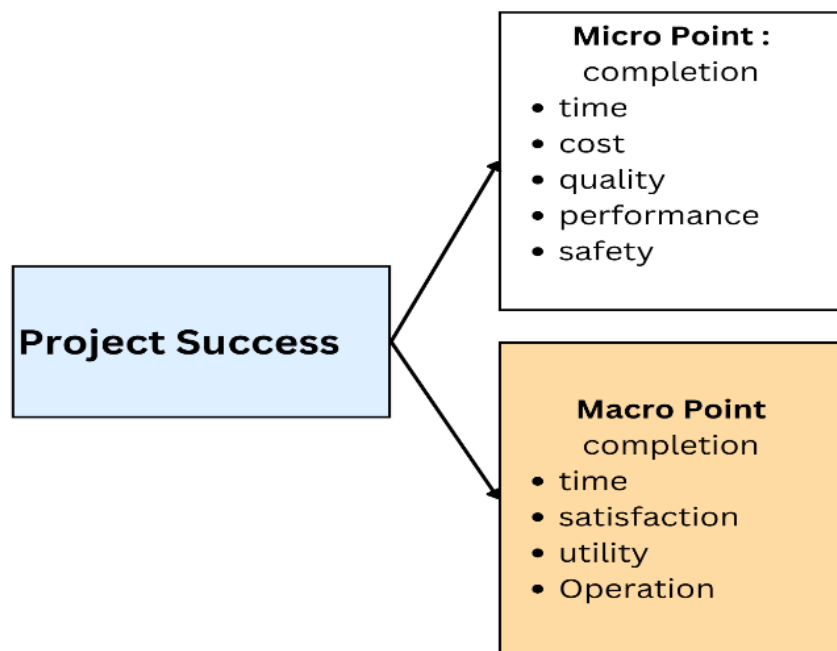 Project Success
Micro Point :
completion
• time
• cost
• quality
• performance
• safety
Macro Point
completion
• time
• satisfaction
• utility
• Operation